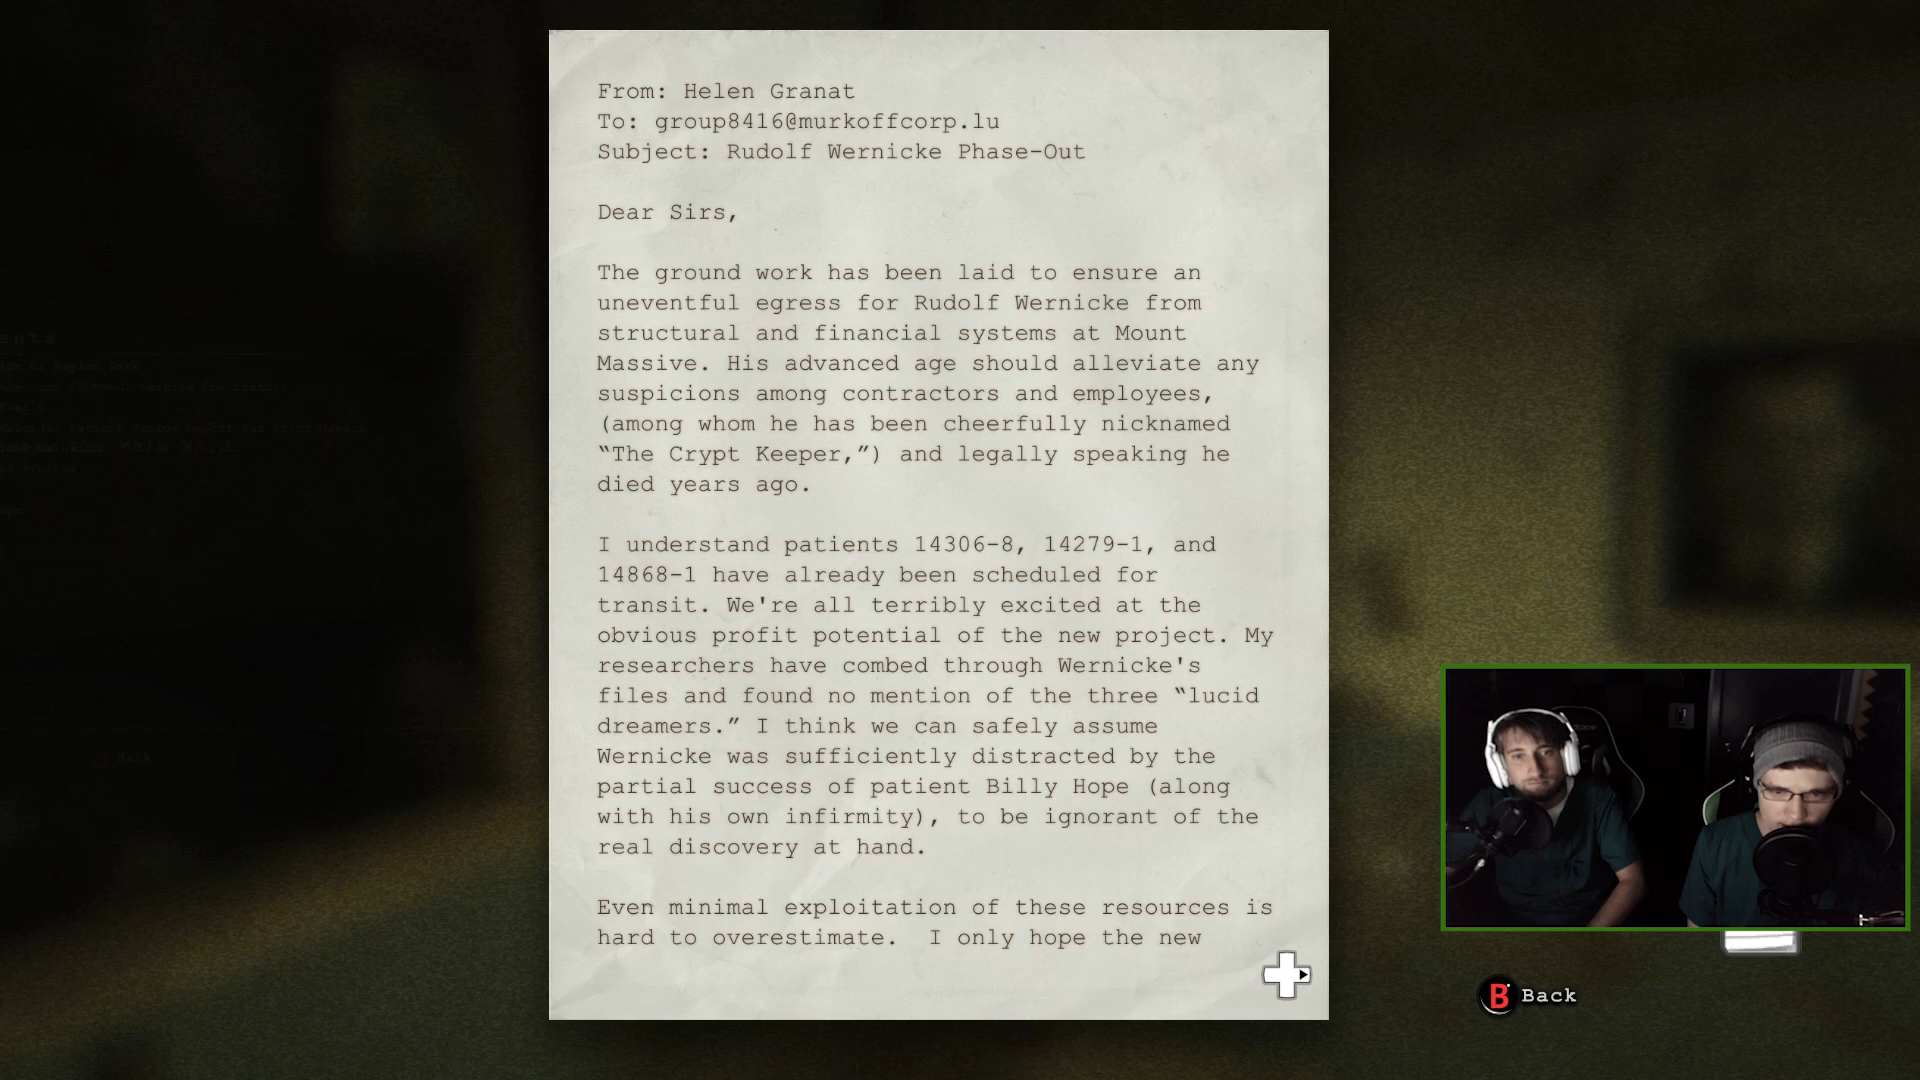 From: Helen Granat
To: group8416@murkoffcorp.lu
Subject: Rudolf Wernicke Phase-Out
Dear Sirs,
The ground work has been laid to ensure an
uneventful egress for Rudolf Wernicke from
structural and financial systems at Mount
Massive. His advanced age should alleviate any
suspicions among contractors and employees,
(among whom he has been cheerfully nicknamed
“The Crypt Keeper,”) and legally speaking he
died years ago.
I understand patients 14306-8, 14279-1, and
14868-1 have already been scheduled for
transit. We're all terribly excited at the
obvious profit potential of the new project. My
researchers have combed through Wernicke's
files and found no mention of the three “lucid
dreamers.” I think we can safely assume
Wernicke was sufficiently distracted by the
partial success of patient Billy Hope (along
with his own infirmity), to be ignorant of the
real discovery at hand.
Even minimal exploitation of these resources is
hard to overestimate.  I only hope the new
B Back
Back